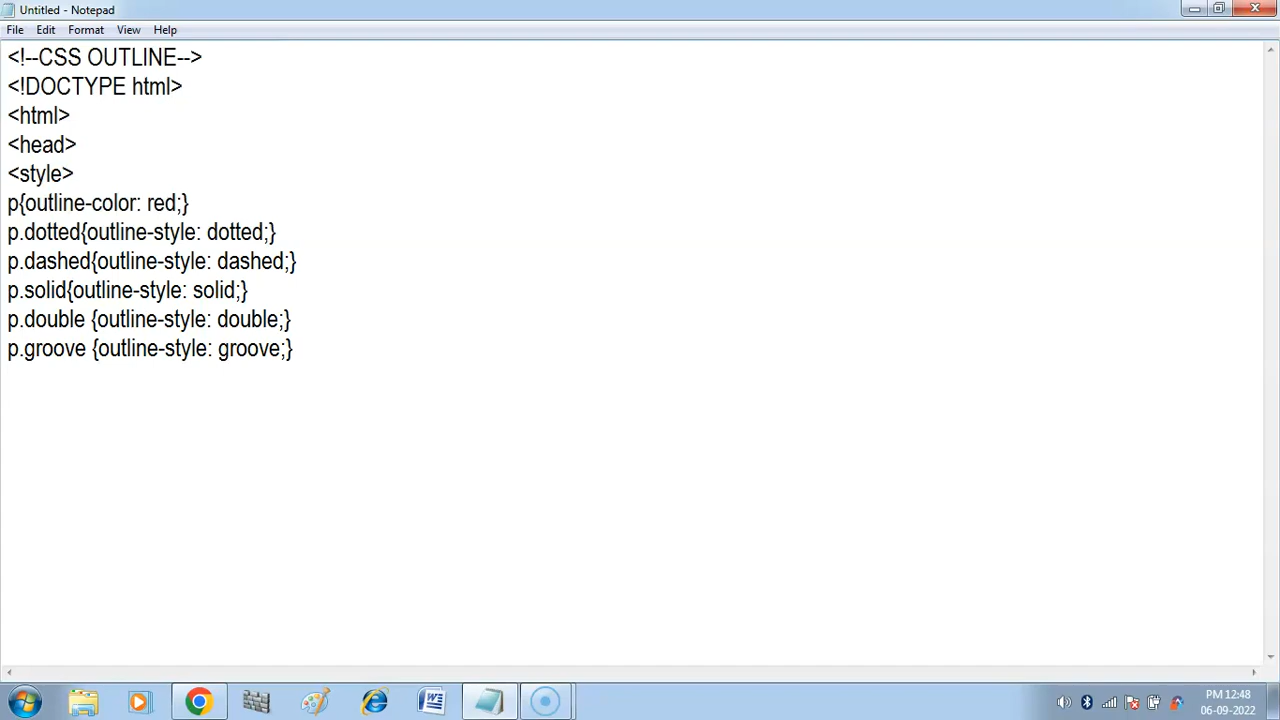 Untitled - Notepad
File Edit Format View Help
<!--CSS OUTLINE-->
<!DOCTYPE html>
<html>
<head>
<style>
p{outline-color: red;}
p.dotted{outline-style: dotted;}
p.dashed{outline-style: dashed;}
p.solid{outline-style: solid;}
p.double {outline-style: double;}
p.groove {outline-style: groove;}
PM 12:48
06-09-2022